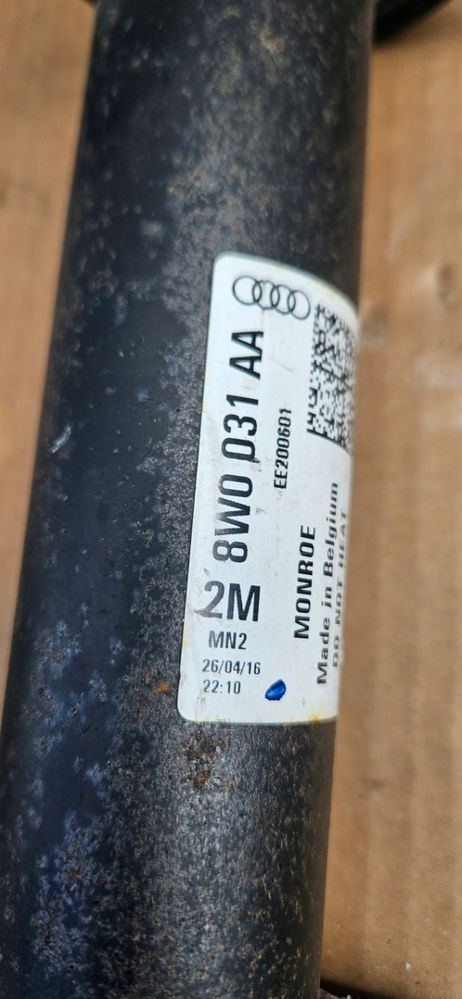 8W0 031 AA
EE200601
MONROE
Made in Belgium
DO NOT HEAT
2M
MN2
26/04/16
22:10